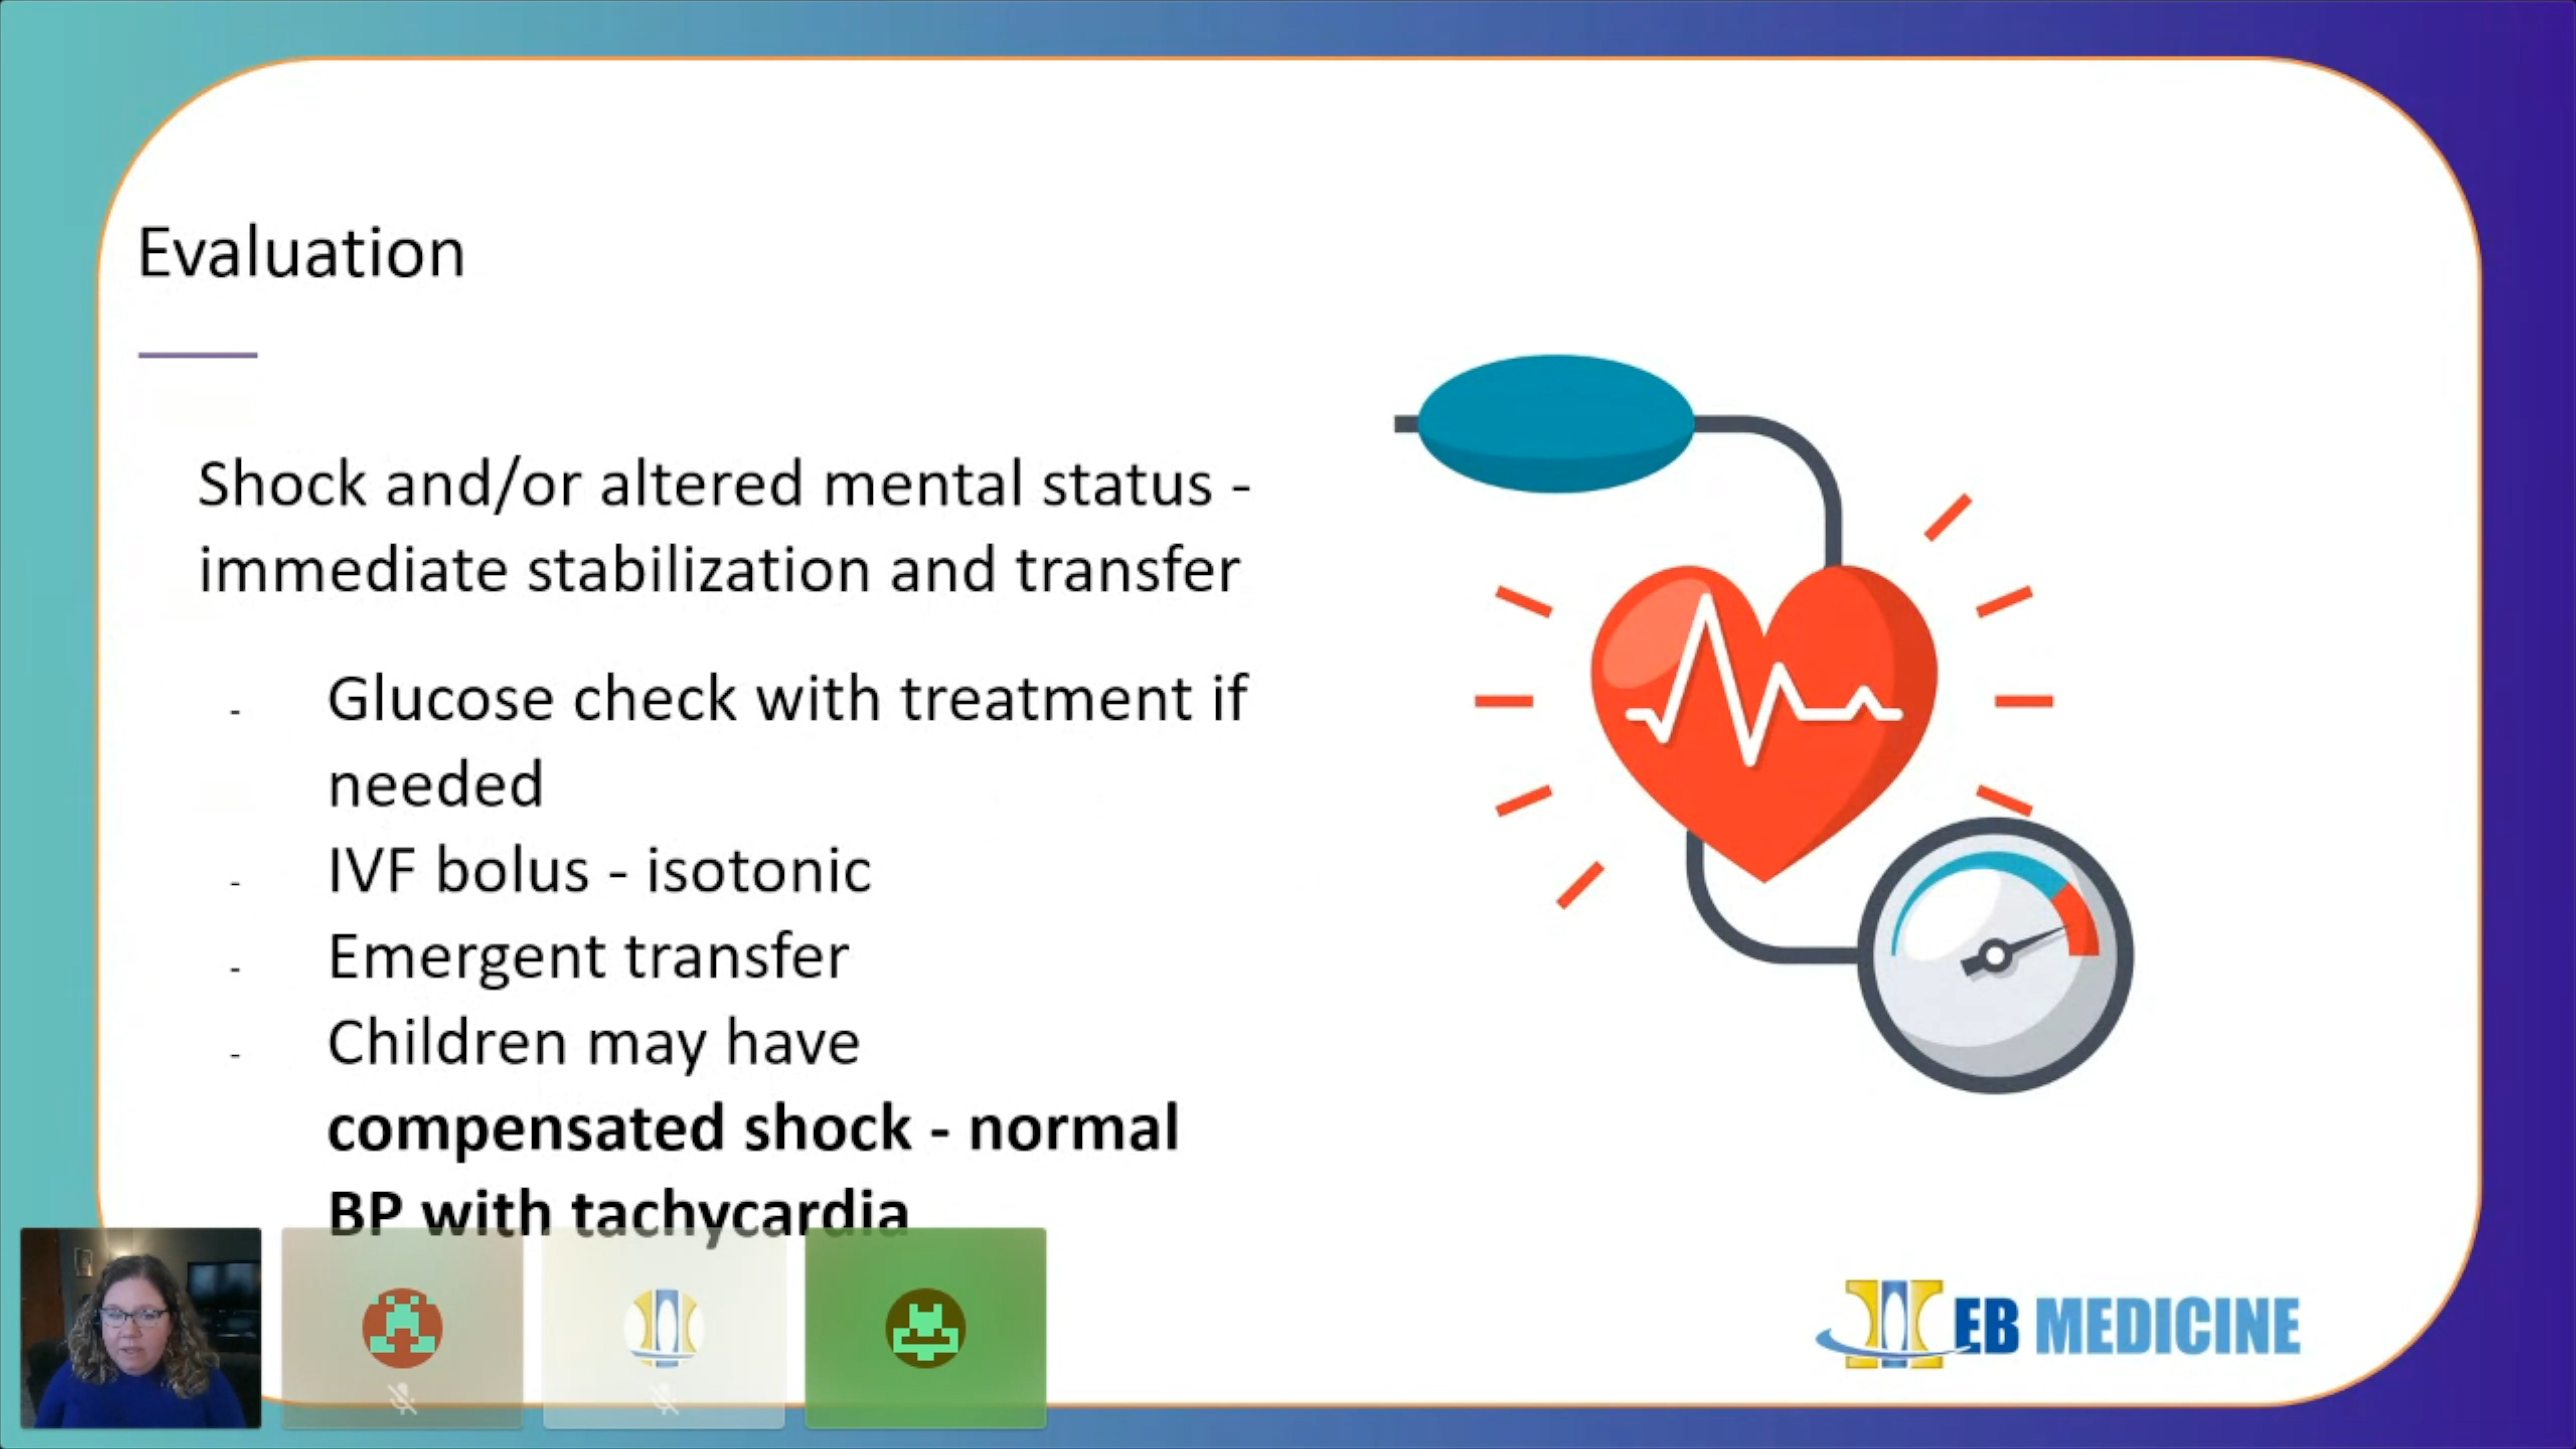 Evaluation
Shock and/or altered mental status -
immediate stabilization and transfer
- Glucose check with treatment if
needed
- IVF bolus - isotonic
- Emergent transfer
- Children may have
compensated shock - normal
BP with tachycardia
EB MEDICINE